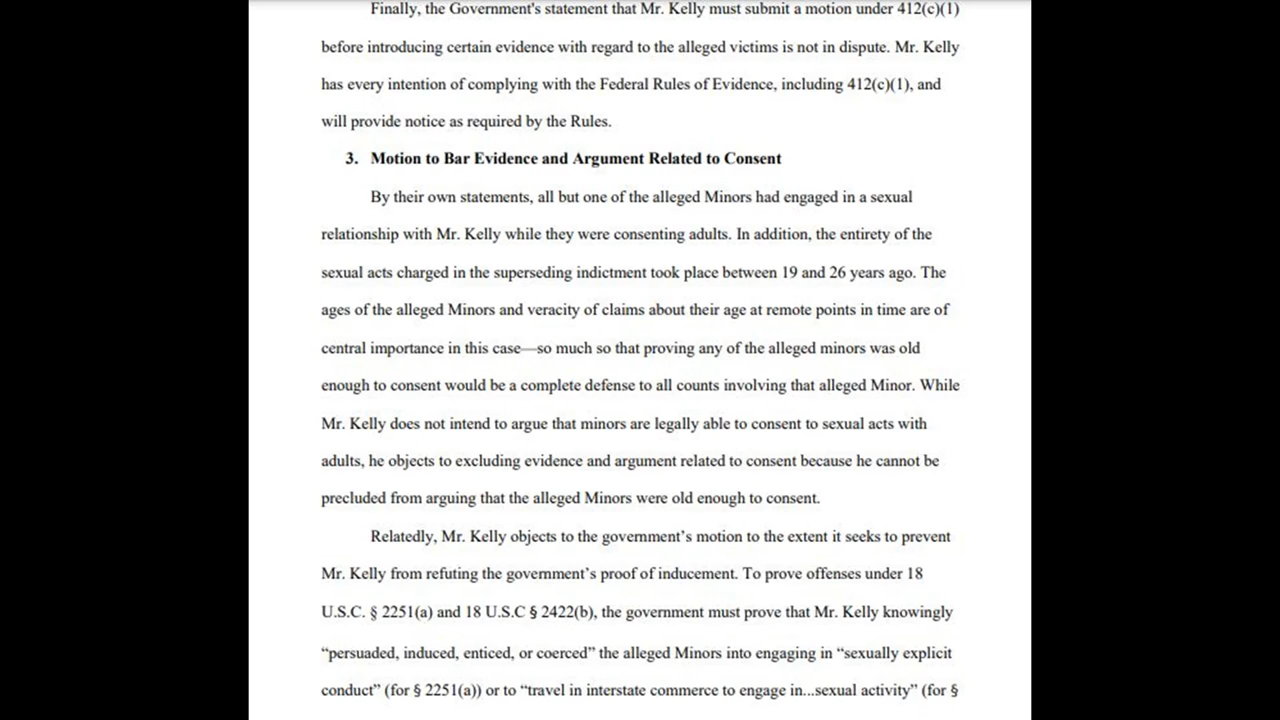 Finally, the Government's statement that Mr. Kelly must submit a motion under 412(c)(1)
before introducing certain evidence with regard to the alleged victims is not in dispute. Mr. Kelly
has every intention of complying with the Federal Rules of Evidence, including 412(c)(1), and
will provide notice as required by the Rules.
3. Motion to Bar Evidence and Argument Related to Consent
By their own statements, all but one of the alleged Minors had engaged in a sexual
relationship with Mr. Kelly while they were consenting adults. In addition, the entirety of the
sexual acts charged in the superseding indictment took place between 19 and 26 years ago. The
ages of the alleged Minors and veracity of claims about their age at remote points in time are of
central importance in this case—so much so that proving any of the alleged minors was old
enough to consent would be a complete defense to all counts involving that alleged Minor. While
Mr. Kelly does not intend to argue that minors are legally able to consent to sexual acts with
adults, he objects to excluding evidence and argument related to consent because he cannot be
precluded from arguing that the alleged Minors were old enough to consent.
Relatedly, Mr. Kelly objects to the government’s motion to the extent it seeks to prevent
Mr. Kelly from refuting the government’s proof of inducement. To prove offenses under 18
U.S.C. § 2251(a) and 18 U.S.C § 2422(b), the government must prove that Mr. Kelly knowingly
“persuaded, induced, enticed, or coerced” the alleged Minors into engaging in “sexually explicit
conduct” (for § 2251(a)) or to “travel in interstate commerce to engage in...sexual activity” (for §